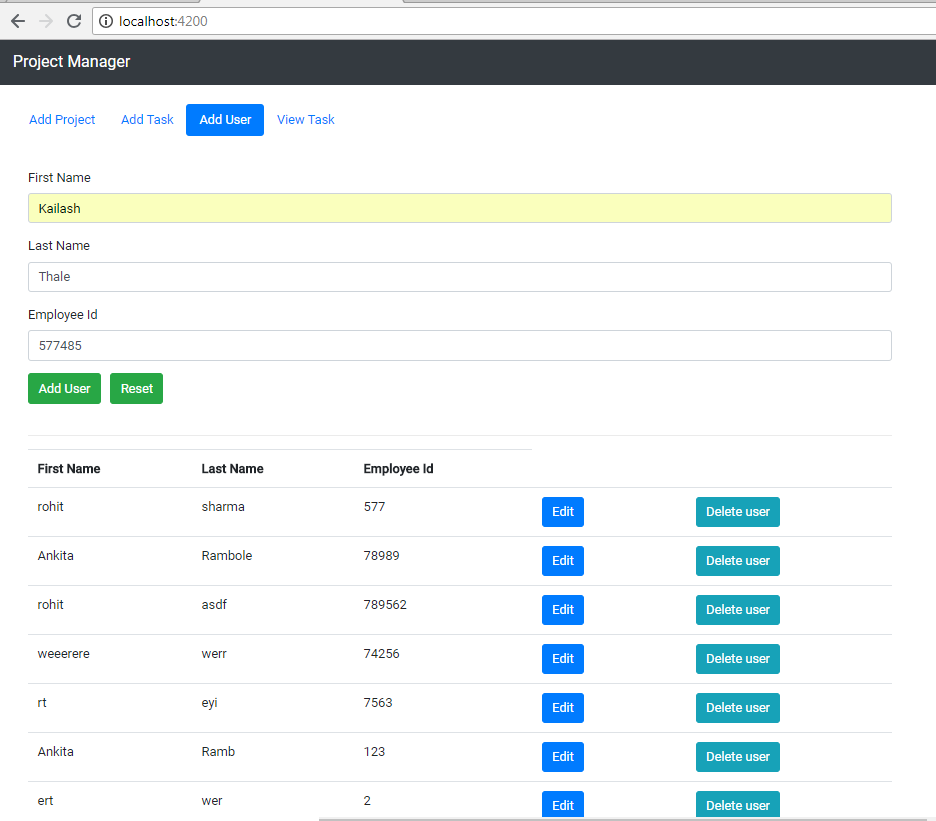 localhost:4200
Project Manager
Add Project Add Task Add User View Task
First Name
Kailash
Last Name
Thale
Employee Id
577485
Add User Reset
First Name Last Name Employee Id
rohit sharma 577 Edit Delete user
Ankita Rambole 78989 Edit Delete user
rohit asdf 789562 Edit Delete user
weeerere werr 74256 Edit Delete user
rt eyi 7563 Edit Delete user
Ankita Ramb 123 Edit Delete user
ert wer 2 Edit Delete user